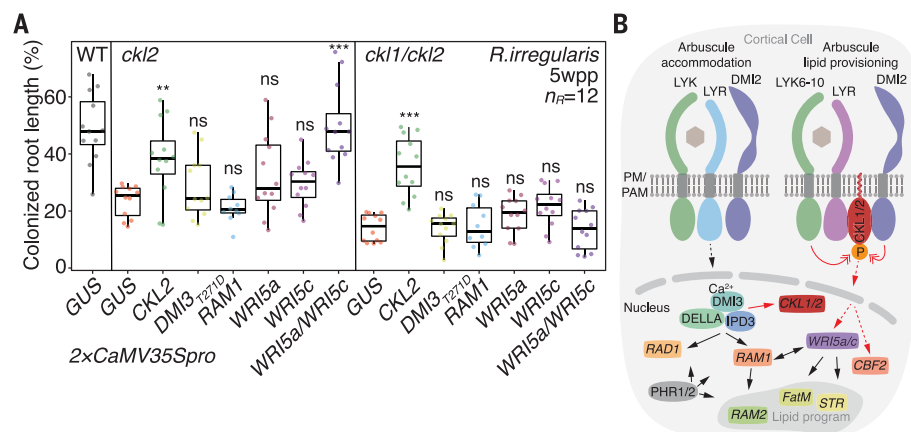 A
Colonized root length (%)
60
40
20
0
WT
ckl2
ckl1/ckl2
R.irregularis
5wpp
nR=12
**
ns
ns
ns
ns
***
***
ns
ns
ns
ns
ns
GUS
GUS
CKL2
DMI3 T271D
RAM1
WRI5a
WRI5c
WRI5a/WRI5c
GUS
CKL2
DMI3 T271D
RAM1
WRI5a
WRI5c
WRI5a/WRI5c
2×CaMV35Spro
B
Cortical Cell
Arbuscule
accommodation
LYK
LYR
DMI2
Arbuscule
lipid provisioning
LYK6-10
LYR
DMI2
PM/
PAM
CKL1/2
P
Nucleus
Ca2+
DMI3
DELLA
IPD3
CKL1/2
RAD1
RAM1
WRI5a/c
CBF2
PHR1/2
RAM2
FatM
STR
Lipid program